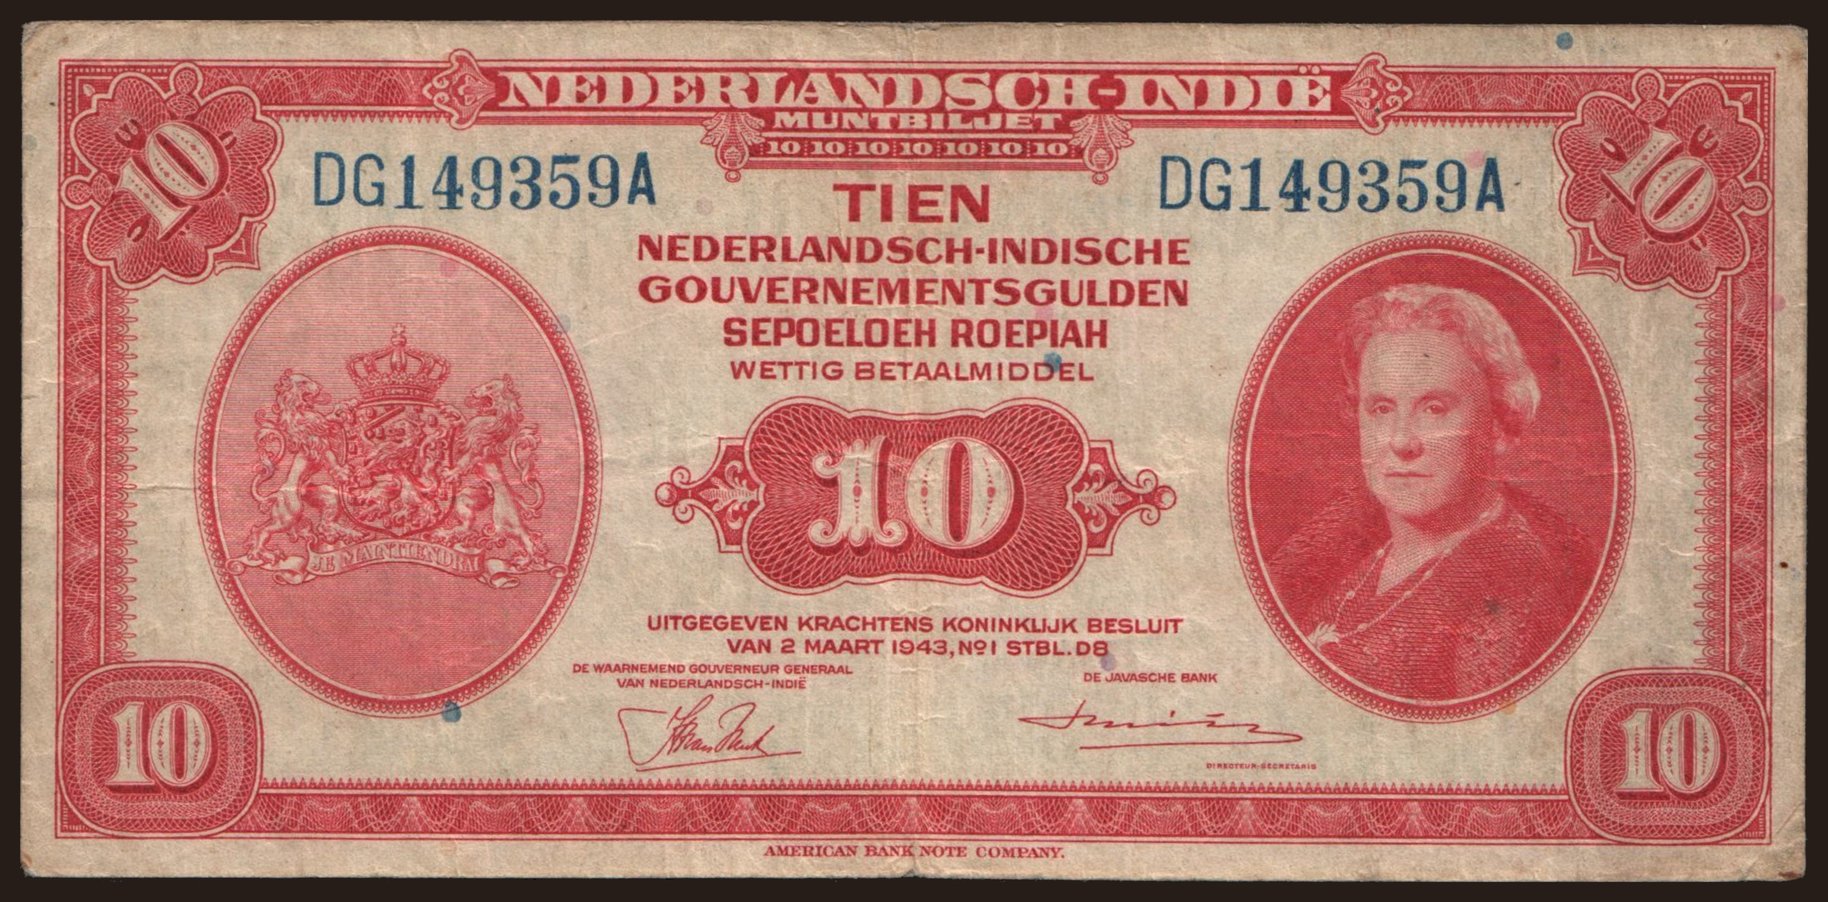 NEDERLANDSCH-INDIË
MUNTBILJET
10 10 10 10 10 10 10
10
10
DG149359A
DG149359A
TIEN
NEDERLANDSCH-INDISCHE
GOUVERNEMENTSGULDEN
SEPOELOEH ROEPIAH
WETTIG BETAALMIDDEL
10
JE MAINTIENDRAI
UITGEGEVEN KRACHTENS KONINKLIJK BESLUIT
VAN 2 MAART 1943, No 1 STBL. D8
DE WAARNEMEND GOUVERNEUR GENERAAL
VAN NEDERLANDSCH-INDIË
DE JAVASCHE BANK
DIRECTEUR-SECRETARIS
10
10
AMERICAN BANK NOTE COMPANY.